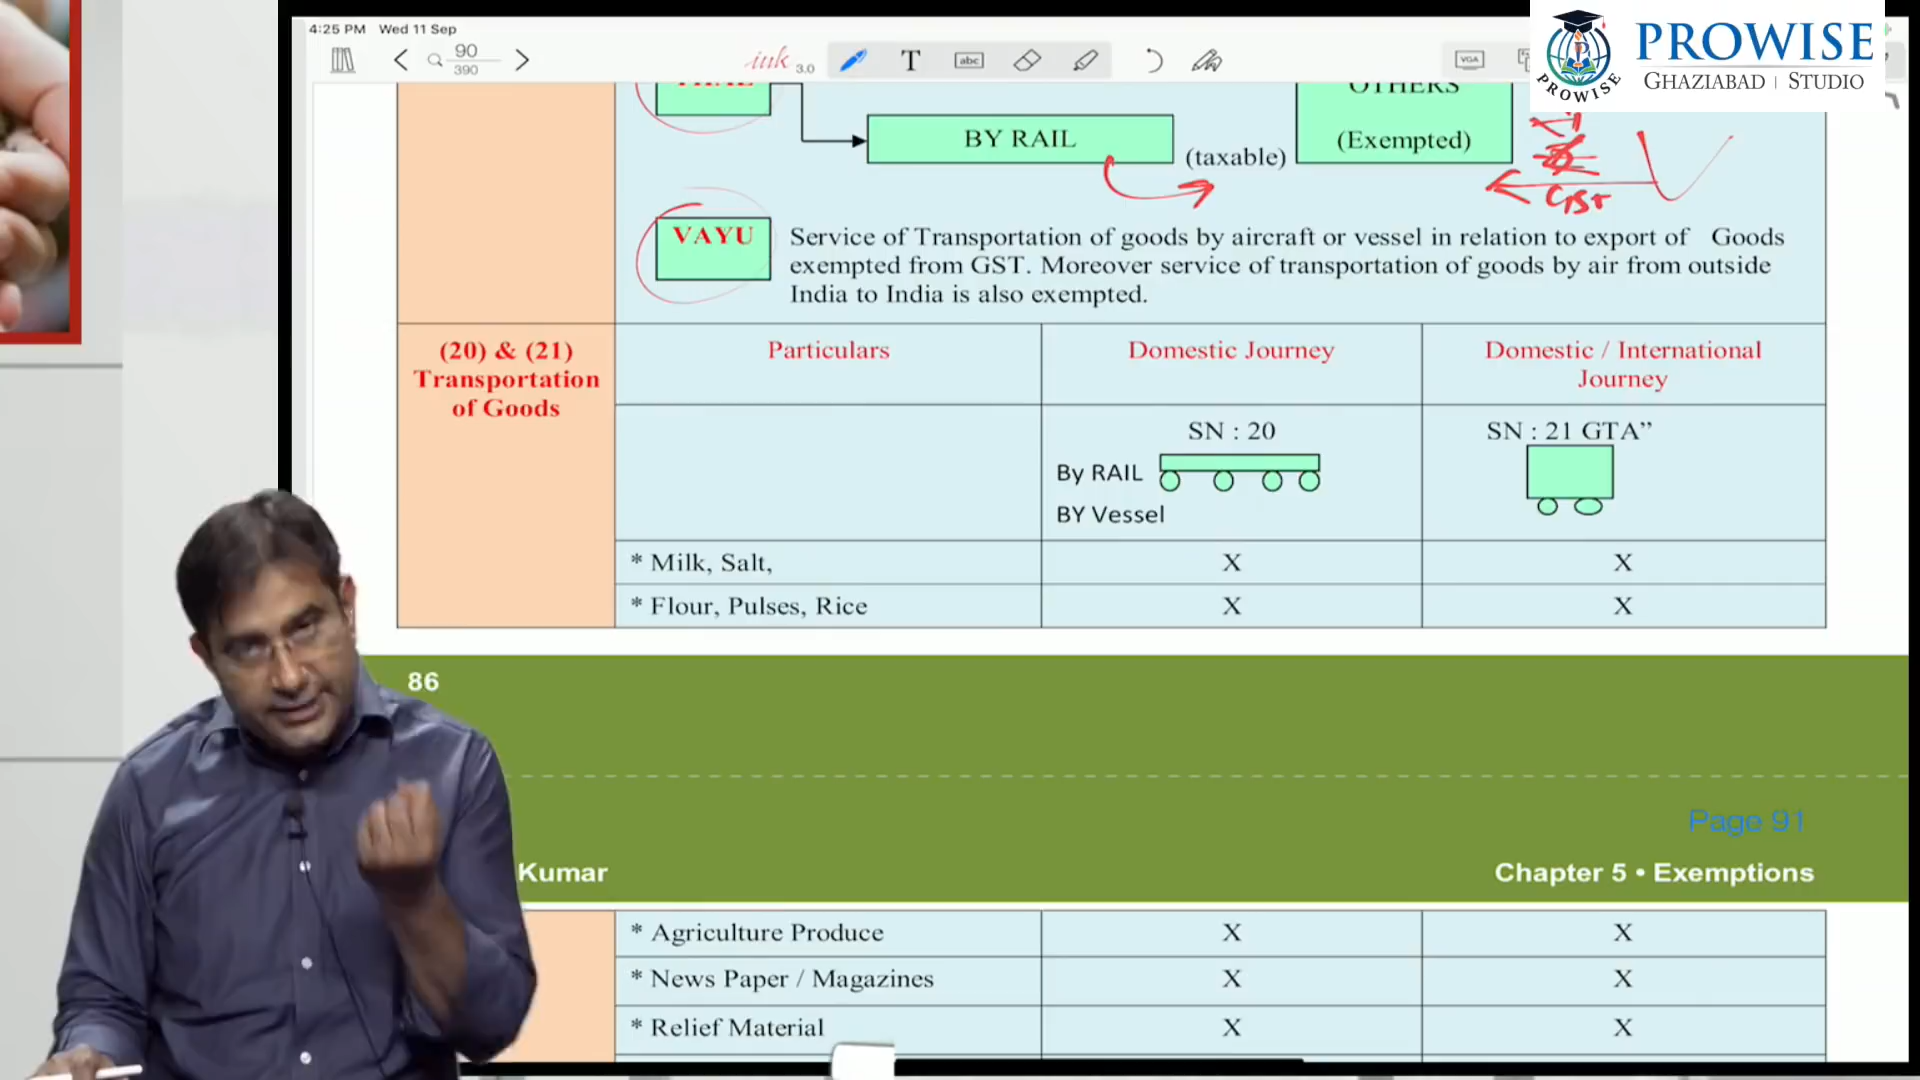 4:25 PM Wed 11 Sep
90
390
ink 3.0
T
abc
VGA
PROWISE
GHAZIABAD | STUDIO
PROWISE
OTHERS
(Exempted)
BY RAIL
(taxable)
GST
VAYU
Service of Transportation of goods by aircraft or vessel in relation to export of Goods
exempted from GST. Moreover service of transportation of goods by air from outside
India to India is also exempted.
(20) & (21)
Transportation
of Goods
Particulars
Domestic Journey
Domestic / International
Journey
SN : 20
By RAIL
BY Vessel
SN : 21 GTA”
* Milk, Salt,
X
X
* Flour, Pulses, Rice
X
X
86
Page 91
Kumar
Chapter 5 • Exemptions
* Agriculture Produce
X
X
* News Paper / Magazines
X
X
* Relief Material
X
X